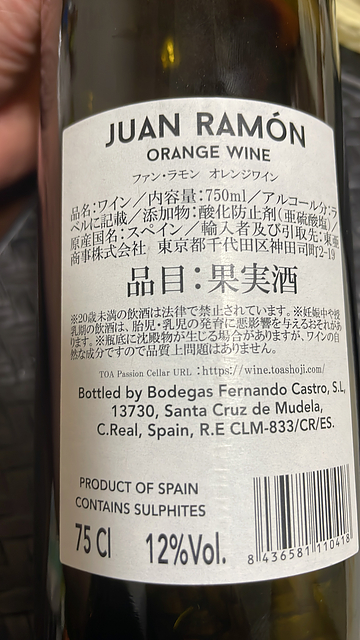 JUAN RAMÓN
ORANGE WINE
ファン・ラモン オレンジワイン
品名:ワイン/内容量:750ml/アルコール分:ラ
ベルに記載/添加物:酸化防止剤(亜硫酸塩)/
原産国名:スペイン/輸入者及び引取先:東亜
商事株式会社 東京都千代田区神田司町2-19
品目:果実酒
※20歳未満の飲酒は法律で禁止されています。※妊娠中や授
乳期の飲酒は、胎児・乳児の発育に悪影響を与えるおそれがあ
ります。※瓶底に沈殿物が生じる場合がありますが、ワインの自
然な成分ですので品質上問題はありません。
TOA Passion Cellar URL :https://wine.toashoji.com/
Bottled by Bodegas Fernando Castro, S.L,
13730, Santa Cruz de Mudela,
C.Real, Spain, R.E CLM-833/CR/ES.
PRODUCT OF SPAIN
CONTAINS SULPHITES
75 Cl 12%Vol.
8 436581 110418